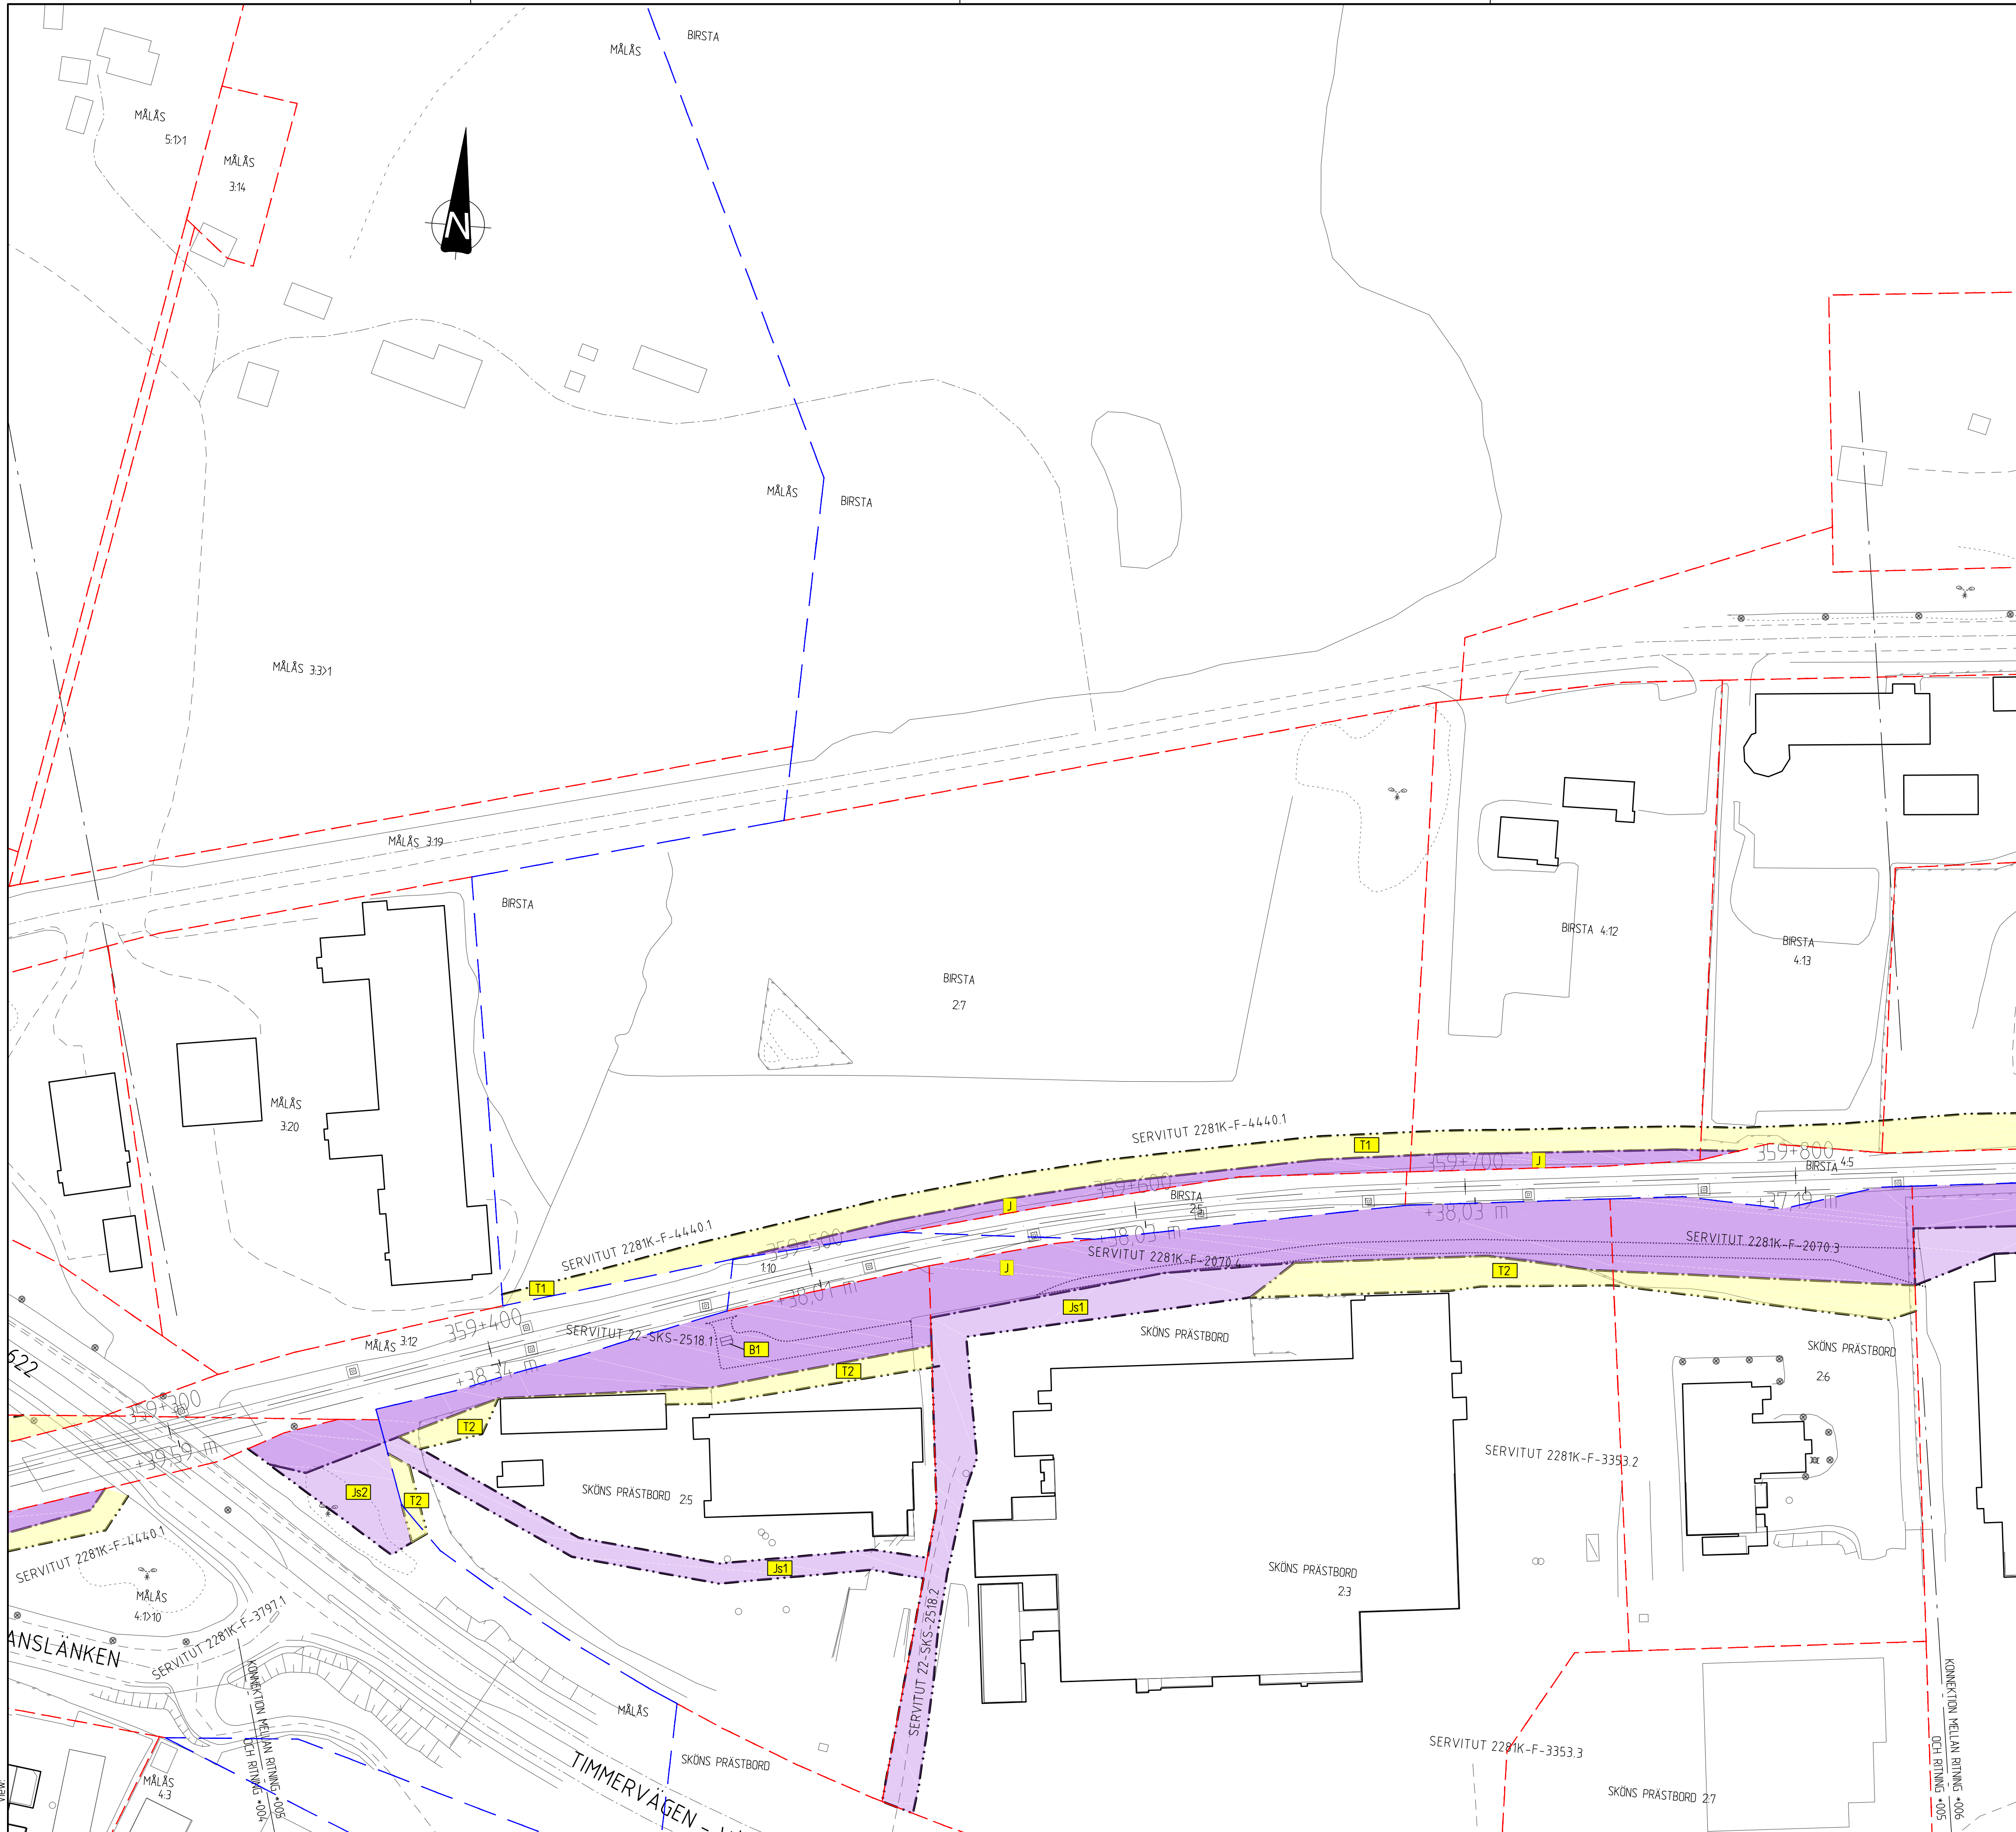 BIRSTA
MÅLÅS
MÅLÅS
5:1>1
MÅLÅS
3:14
N
MÅLÅS
BIRSTA
MÅLÅS 3:3>1
MÅLÅS 3:19
BIRSTA
BIRSTA 4:12
BIRSTA
4:13
BIRSTA
2:7
MÅLÅS
3:20
SERVITUT 2281K-F-4440.1
T1
359+800
359+700
J
BIRSTA 4:5
359+600
BIRSTA
2:5
J
+37,19 m
+38,03 m
SERVITUT 2281K-F-4440.1
359+500
+38,05 m
SERVITUT 2281K-F-2070.3
SERVITUT 2281K-F-2070.4
1:10
J
T2
T1
+38,01 m
Js1
359+400
SERVITUT 22-SKS-2518.1
SKÖNS PRÄSTBORD
MÅLÅS 3:12
B1
SKÖNS PRÄSTBORD
2:6
622
+38,34 m
T2
359+300
T2
+39,59 m
SERVITUT 2281K-F-3353.2
Js2
T2
SKÖNS PRÄSTBORD 2:5
SERVITUT 2281K-F-4440.1
Js1
SKÖNS PRÄSTBORD
2:3
MÅLÅS
4:1>10
SERVITUT 2281K-F-3797.1
SERVITUT 22-SKS-2518.2
ANSLÄNKEN
KONNEKTION MELLAN RITNING *005
OCH RITNING *004
MÅLÅS
SKÖNS PRÄSTBORD
SERVITUT 2281K-F-3353.3
KONNEKTION MELLAN RITNING *006
OCH RITNING *005
MÅLÅS
4:3
TIMMERVÄGEN -
SKÖNS PRÄSTBORD 2:7